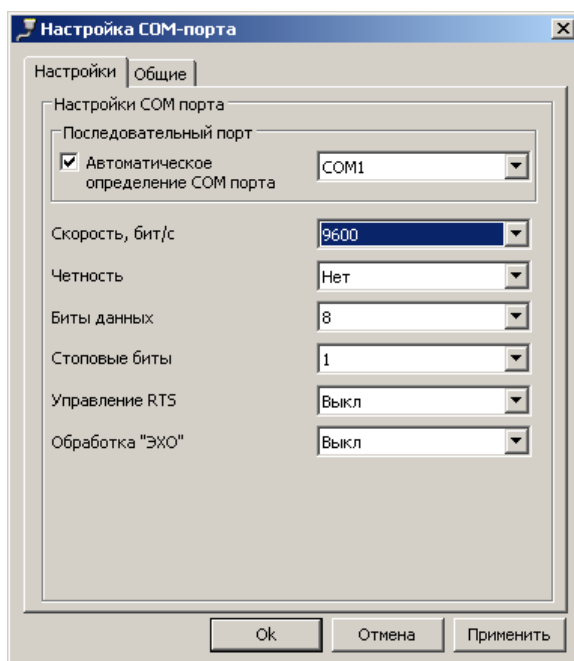 Настройка COM-порта
Настройки Общие
Настройки COM порта
Последовательный порт
Автоматическое COM1
определение COM порта
Скорость, бит/с 9600
Четность Нет
Биты данных 8
Стоповые биты 1
Управление RTS Выкл
Обработка "ЭХО" Выкл
Ok Отмена Применить